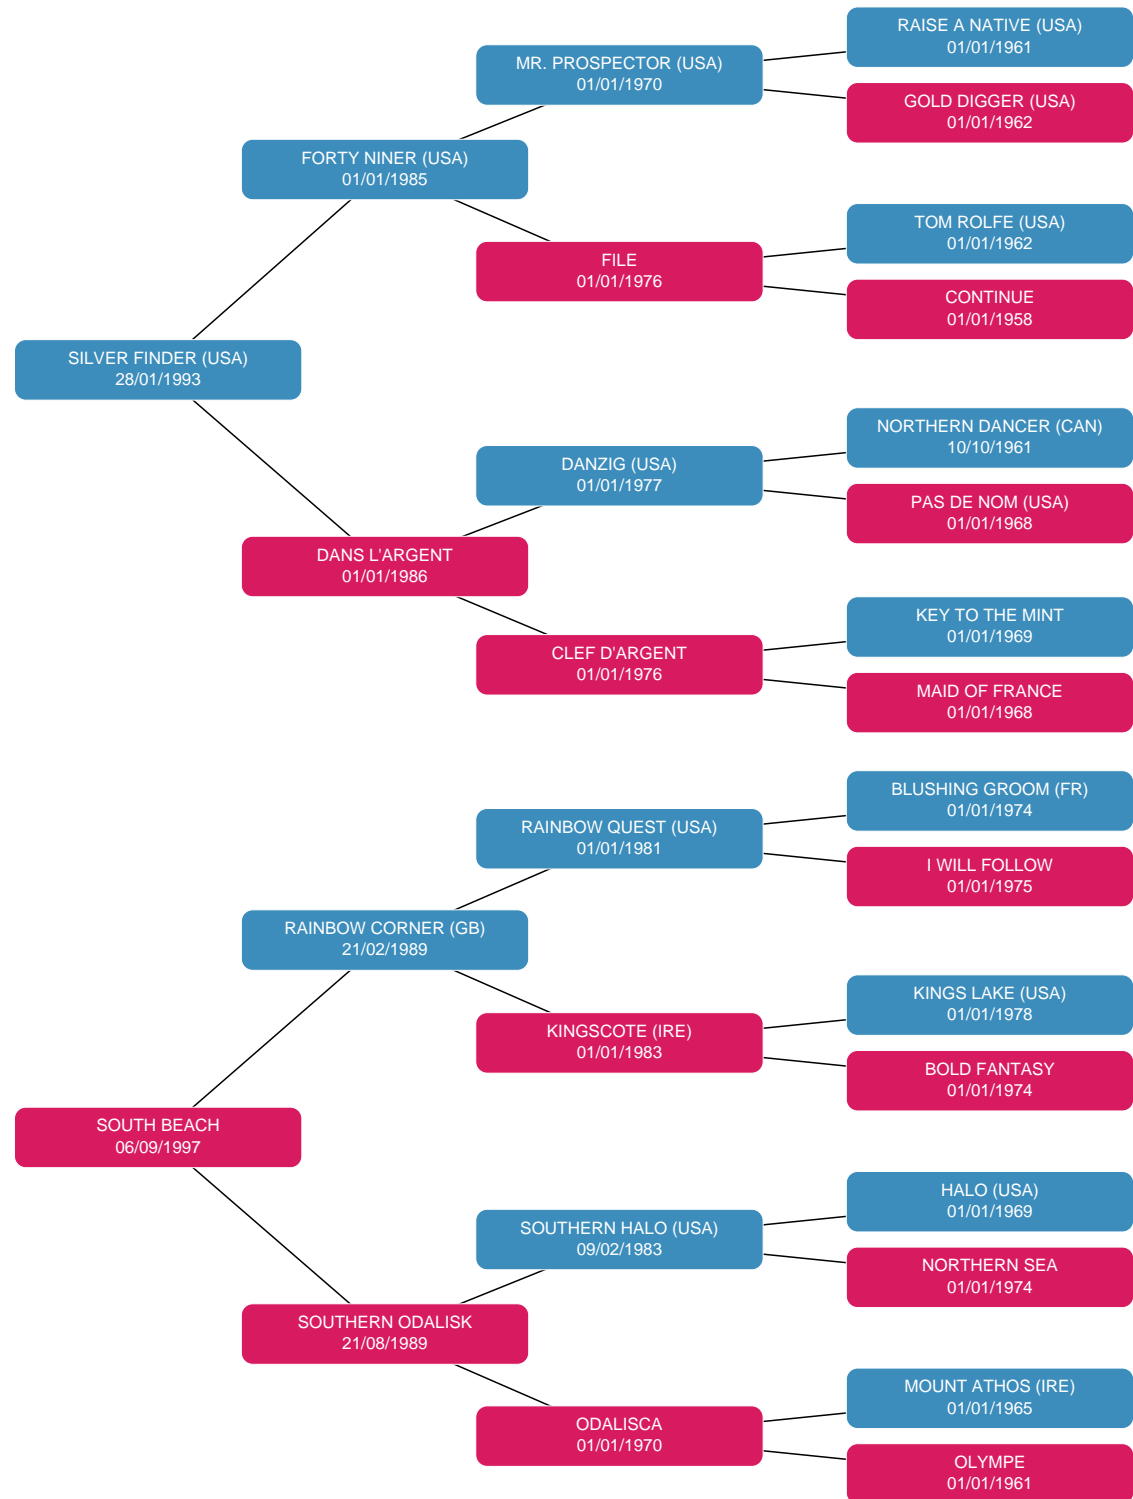 RAISE A NATIVE (USA)
01/01/1961
MR. PROSPECTOR (USA)
01/01/1970
GOLD DIGGER (USA)
01/01/1962
FORTY NINER (USA)
01/01/1985
TOM ROLFE (USA)
01/01/1962
FILE
01/01/1976
CONTINUE
01/01/1958
SILVER FINDER (USA)
28/01/1993
NORTHERN DANCER (CAN)
10/10/1961
DANZIG (USA)
01/01/1977
PAS DE NOM (USA)
01/01/1968
DANS L'ARGENT
01/01/1986
KEY TO THE MINT
01/01/1969
CLEF D'ARGENT
01/01/1976
MAID OF FRANCE
01/01/1968
BLUSHING GROOM (FR)
01/01/1974
RAINBOW QUEST (USA)
01/01/1981
I WILL FOLLOW
01/01/1975
RAINBOW CORNER (GB)
21/02/1989
KINGS LAKE (USA)
01/01/1978
KINGSCOTE (IRE)
01/01/1983
BOLD FANTASY
01/01/1974
SOUTH BEACH
06/09/1997
HALO (USA)
01/01/1969
SOUTHERN HALO (USA)
09/02/1983
NORTHERN SEA
01/01/1974
SOUTHERN ODALISK
21/08/1989
MOUNT ATHOS (IRE)
01/01/1965
ODALISCA
01/01/1970
OLYMPE
01/01/1961